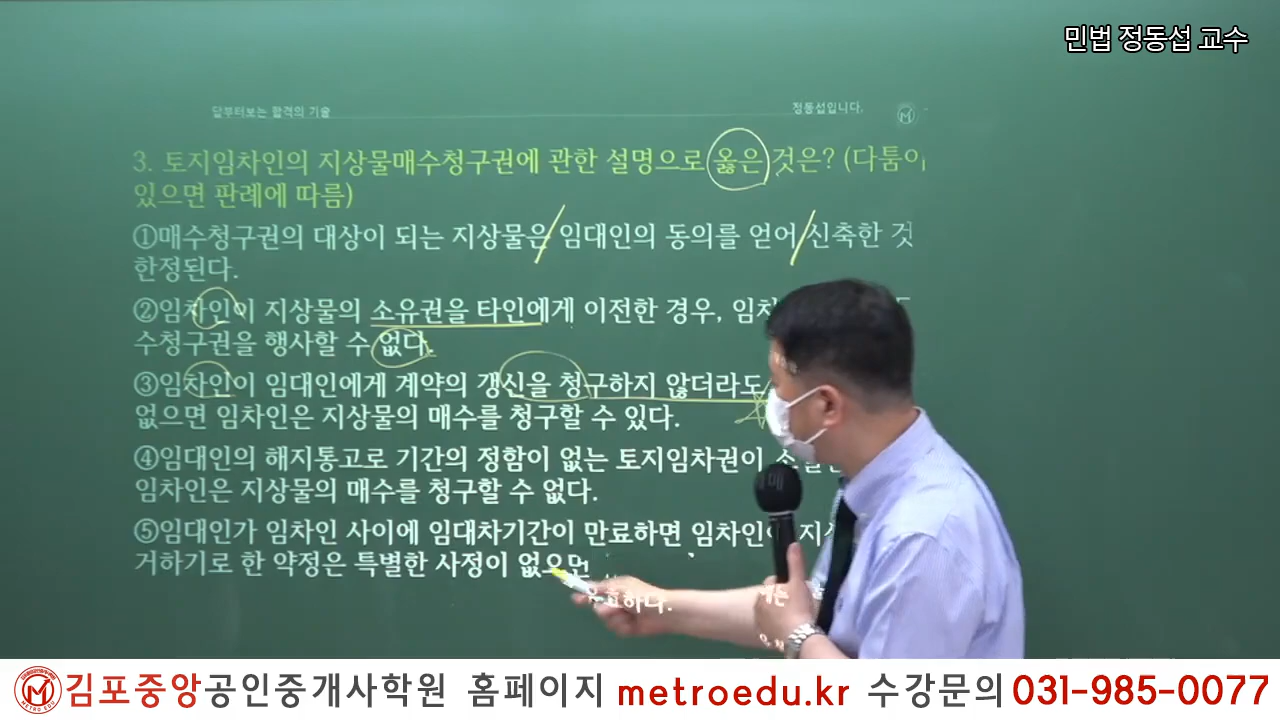 민법 정동섭 교수
닽부터보는 합격의 기술
정동섭입니다.
3. 토지임차인의 지상물매수청구권에 관한 설명으로 옳은 것은? (다툼이
있으면 판례에 따름)
①매수청구권의 대상이 되는 지상물은 임대인의 동의를 얻어 신축한 것
한정된다.
②임차인이 지상물의 소유권을 타인에게 이전한 경우,
수청구권을 행사할 수 없다.
③임차인이 임대인에게 계약의 갱신을 청구하지 않더라도
없으면 임차인은 지상물의 매수를 청구할 수 있다.
④임대인의 해지통고로 기간의 정함이 없는 토지임차권이
임차인은 지상물의 매수를 청구할 수 없다.
⑤임대인가 임차인 사이에 임대차기간이 만료하면
거하기로 한 약정은 특별한 사정이 없으면
유효하다.
METRO EDU
김포중앙공인중개사학원 홈페이지 metroedu.kr 수강문의 031-985-0077